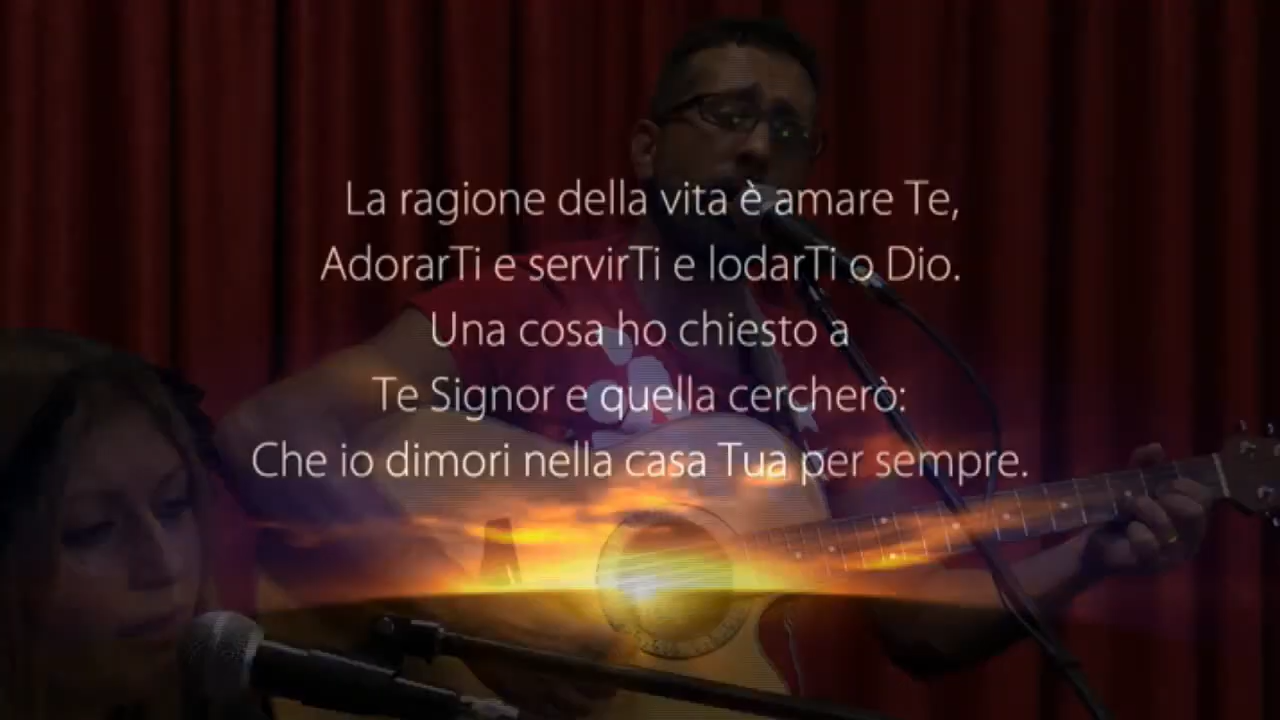 La ragione della vita è amare Te,
AdorarTi e servirTi e lodarTi o Dio.
Una cosa ho chiesto a
Te Signor e quella cercherò:
Che io dimori nella casa Tua per sempre.